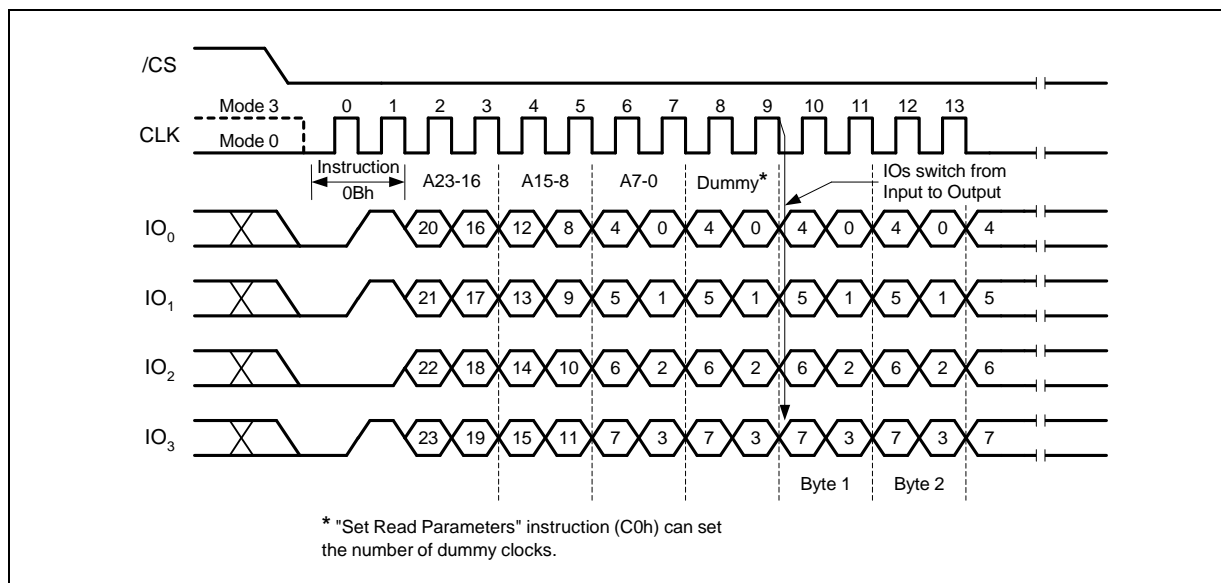 /CS
Mode 3 0 1 2 3 4 5 6 7 8 9 10 11 12 13
CLK Mode 0
Instruction
0Bh A23-16 A15-8 A7-0 Dummy* IOs switch from
Input to Output
IO0 20 16 12 8 4 0 4 0 4 0 4 0 4
IO1 21 17 13 9 5 1 5 1 5 1 5 1 5
IO2 22 18 14 10 6 2 6 2 6 2 6 2 6
IO3 23 19 15 11 7 3 7 3 7 3 7 3 7
Byte 1 Byte 2
* "Set Read Parameters" instruction (C0h) can set
the number of dummy clocks.